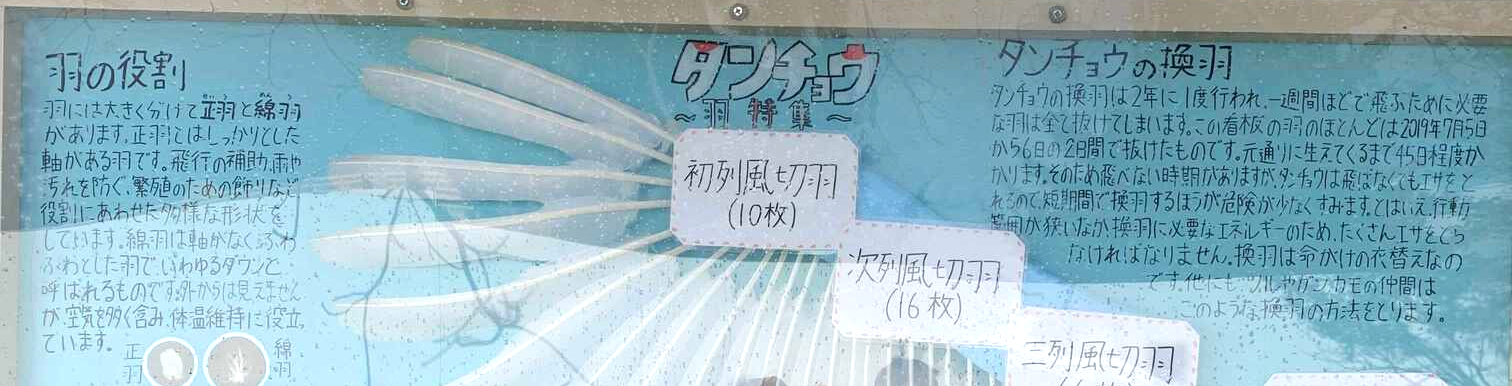 羽の役割
羽には大きく分けて正羽と綿羽
があります。正羽とはしっかりとした
軸がある羽です。飛行の補助、雨や
汚れを防ぐ、繁殖のための飾りなど
役割にあわせた多様な形状を
しています。綿羽は軸がなくふわ
ふわとした羽で、いわゆるダウンと
呼ばれるものです。外からは見えません
が、空気を多く含み、体温維持に役立っ
ています。
正羽
綿羽
タンチョウ
～羽特集～
初列風切羽
(10枚)
次列風切羽
(16枚)
三列風切羽
タンチョウの換羽
タンチョウの換羽は2年に1度行われ、一週間ほどで飛ぶために必要
な羽は全て抜けてしまいます。この看板の羽のほとんどは2019年7月5日
から6日の2日間で抜けたものです。元通りに生えてくるまで45日程度か
かります。そのため飛べない時期がありますが、タンチョウは飛ばなくてもエサをと
れるので、短期間で換羽するほうが危険が少なくすみます。とはいえ、行動
範囲が狭いなか換羽に必要なエネルギーのため、たくさんエサをとら
なければなりません。換羽は命がけの衣替えなの
です。他にも、ツルやガンカモの仲間は
このような換羽の方法をとります。